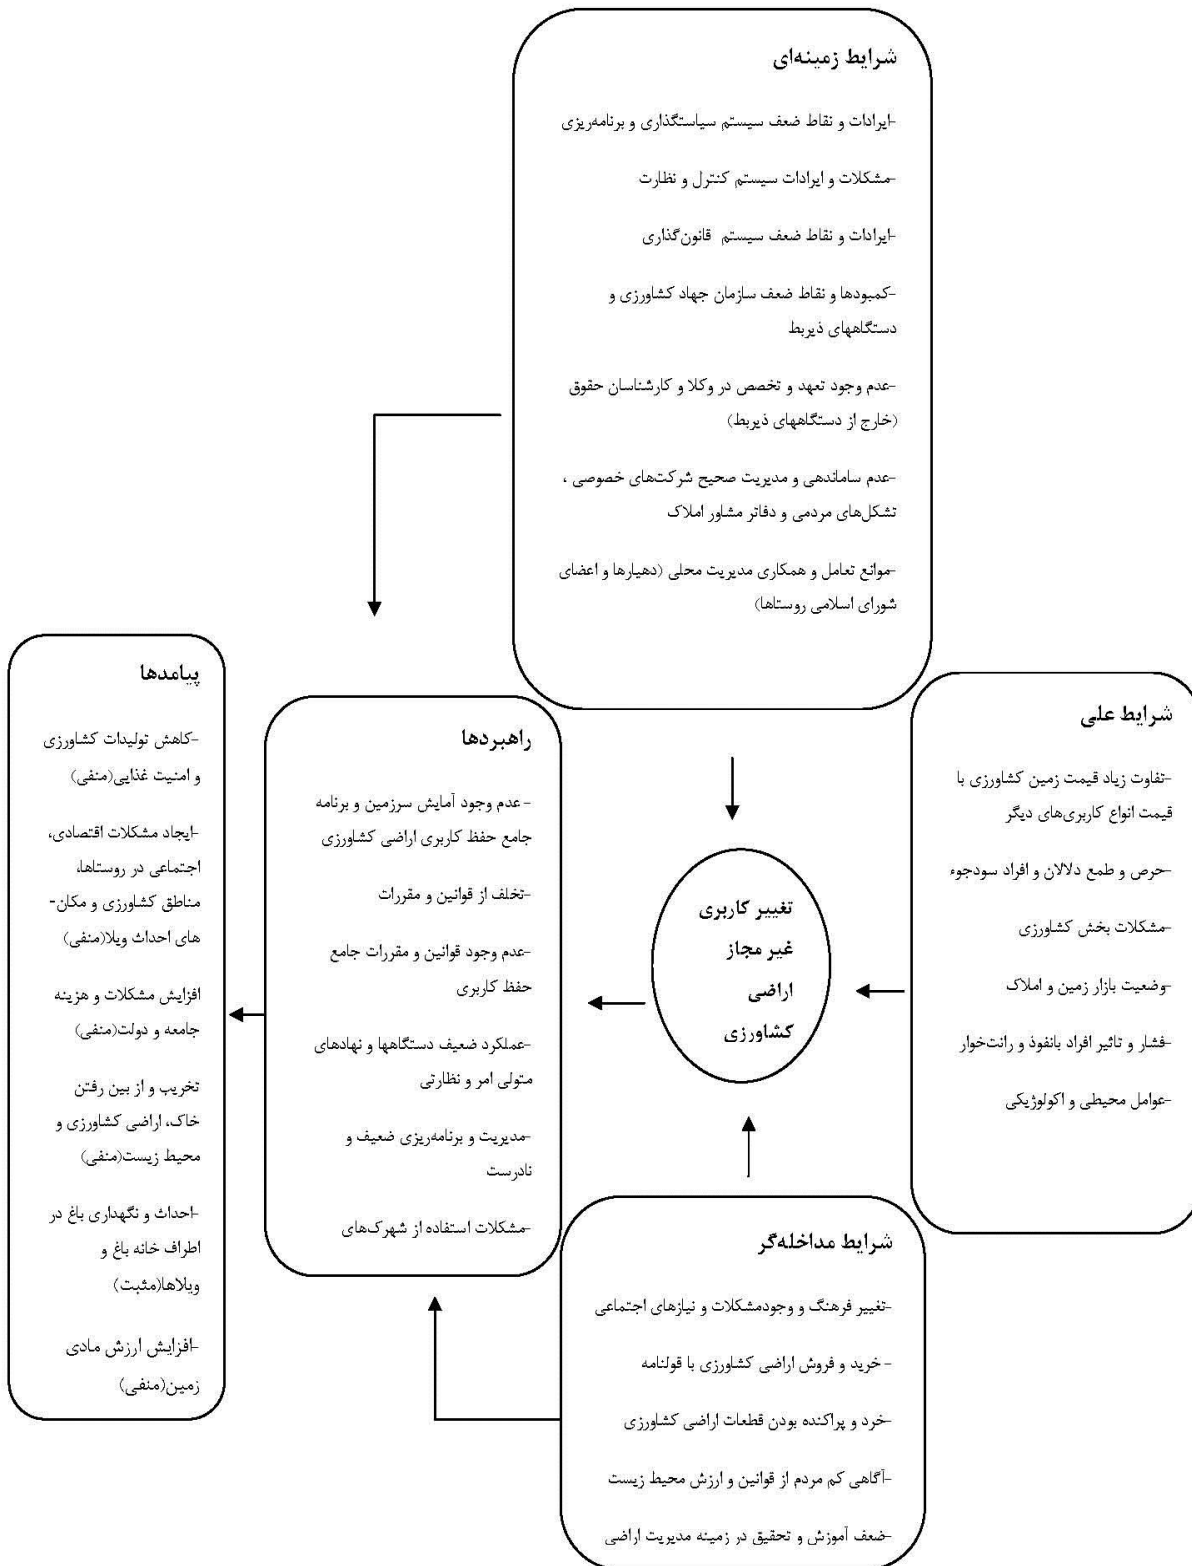 شرایط زمینه‌ای
-ایرادات و نقاط ضعف سیستم سیاستگذاری و برنامه‌ریزی
-مشکلات و ایرادات سیستم کنترل و نظارت
-ایرادات و نقاط ضعف سیستم قانون‌گذاری
-کمبودها و نقاط ضعف سازمان جهاد کشاورزی و
دستگاههای ذیربط
-عدم وجود تعهد و تخصص در وکلا و کارشناسان حقوق
(خارج از دستگاههای ذیربط)
-عدم ساماندهی و مدیریت صحیح شرکت‌های خصوصی ،
تشکل‌های مردمی و دفاتر مشاور املاک
-موانع تعامل و همکاری مدیریت محلی (دهیارها و اعضای
شورای اسلامی روستاها)
شرایط علی
-تفاوت زیاد قیمت زمین کشاورزی با
قیمت انواع کاربری‌های دیگر
-حرص و طمع دلالان و افراد سودجوء
-مشکلات بخش کشاورزی
-وضعیت بازار زمین و املاک
-فشار و تاثیر افراد بانفوذ و رانت‌خوار
-عوامل محیطی و اکولوژیکی
تغییر کاربری
غیر مجاز
اراضی
کشاورزی
شرایط مداخله‌گر
-تغییر فرهنگ و وجودمشکلات و نیازهای اجتماعی
- خرید و فروش اراضی کشاورزی با قولنامه
-خرد و پراکنده بودن قطعات اراضی کشاورزی
-آگاهی کم مردم از قوانین و ارزش محیط زیست
-ضعف آموزش و تحقیق در زمینه مدیریت اراضی
راهبردها
- عدم وجود آمایش سرزمین و برنامه
جامع حفظ کاربری اراضی کشاورزی
-تخلف از قوانین و مقررات
-عدم وجود قوانین و مقررات جامع
حفظ کاربری
-عملکرد ضعیف دستگاهها و نهادهای
متولی امر و نظارتی
-مدیریت و برنامه‌ریزی ضعیف و
نادرست
-مشکلات استفاده از شهرک‌های
پیامدها
-کاهش تولیدات کشاورزی
و امنیت غذایی(منفی)
-ایجاد مشکلات اقتصادی،
اجتماعی در روستاها،
مناطق کشاورزی و مکان-
های احداث ویلا(منفی)
افزایش مشکلات و هزینه
جامعه و دولت(منفی)
تخریب و از بین رفتن
خاک، اراضی کشاورزی و
محیط زیست(منفی)
-احداث و نگهداری باغ در
اطراف خانه باغ و
ویلاها(مثبت)
-افزایش ارزش مادی
زمین(منفی)